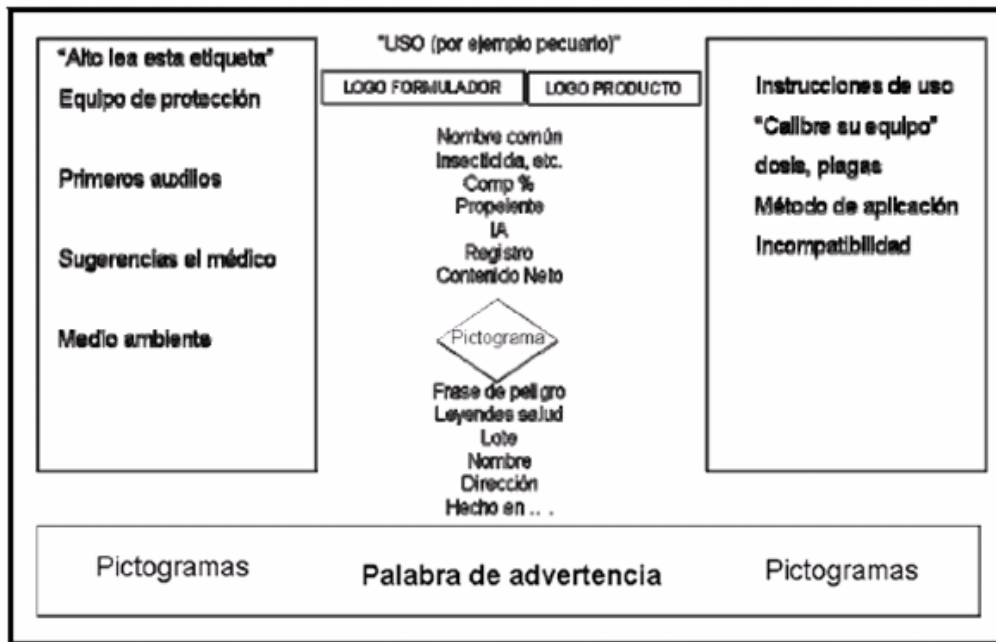 "Alto lea esta etiqueta"
Equipo de protección
Primeros auxilios
Sugerencias el médico
Medio ambiente
"USO (por ejemplo pecuario)"
LOGO FORMULADOR
LOGO PRODUCTO
Nombre común
Insecticida, etc.
Comp %
Propelente
IA
Registro
Contenido Neto
Pictograma
Frase de peligro
Leyendas salud
Lote
Nombre
Dirección
Hecho en ... .
Instrucciones de uso
"Calibre su equipo"
dosis, plagas
Método de aplicación
Incompatibilidad
Pictogramas
Palabra de advertencia
Pictogramas